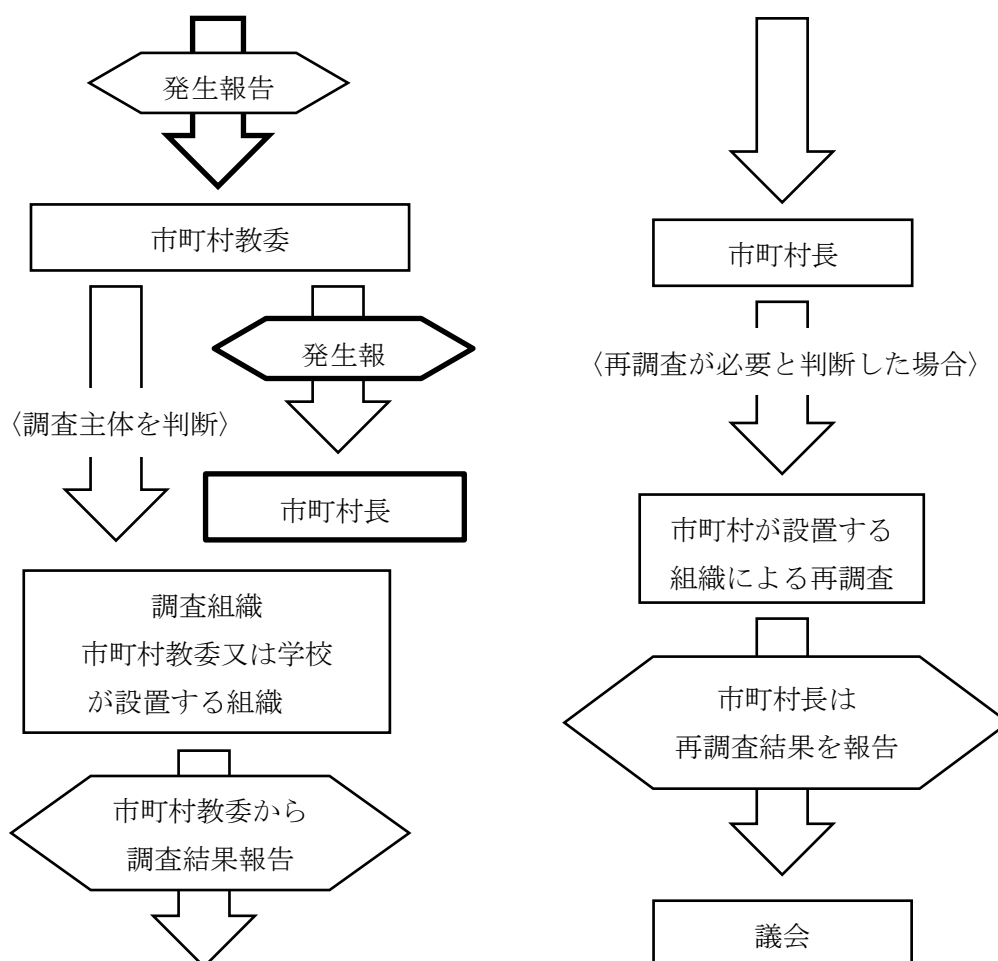 発生報告
市町村教委
発生報
〈調査主体を判断〉
市町村長
調査組織
市町村教委又は学校
が設置する組織
市町村教委から
調査結果報告
市町村長
〈再調査が必要と判断した場合〉
市町村が設置する
組織による再調査
市町村長は
再調査結果を報告
議会